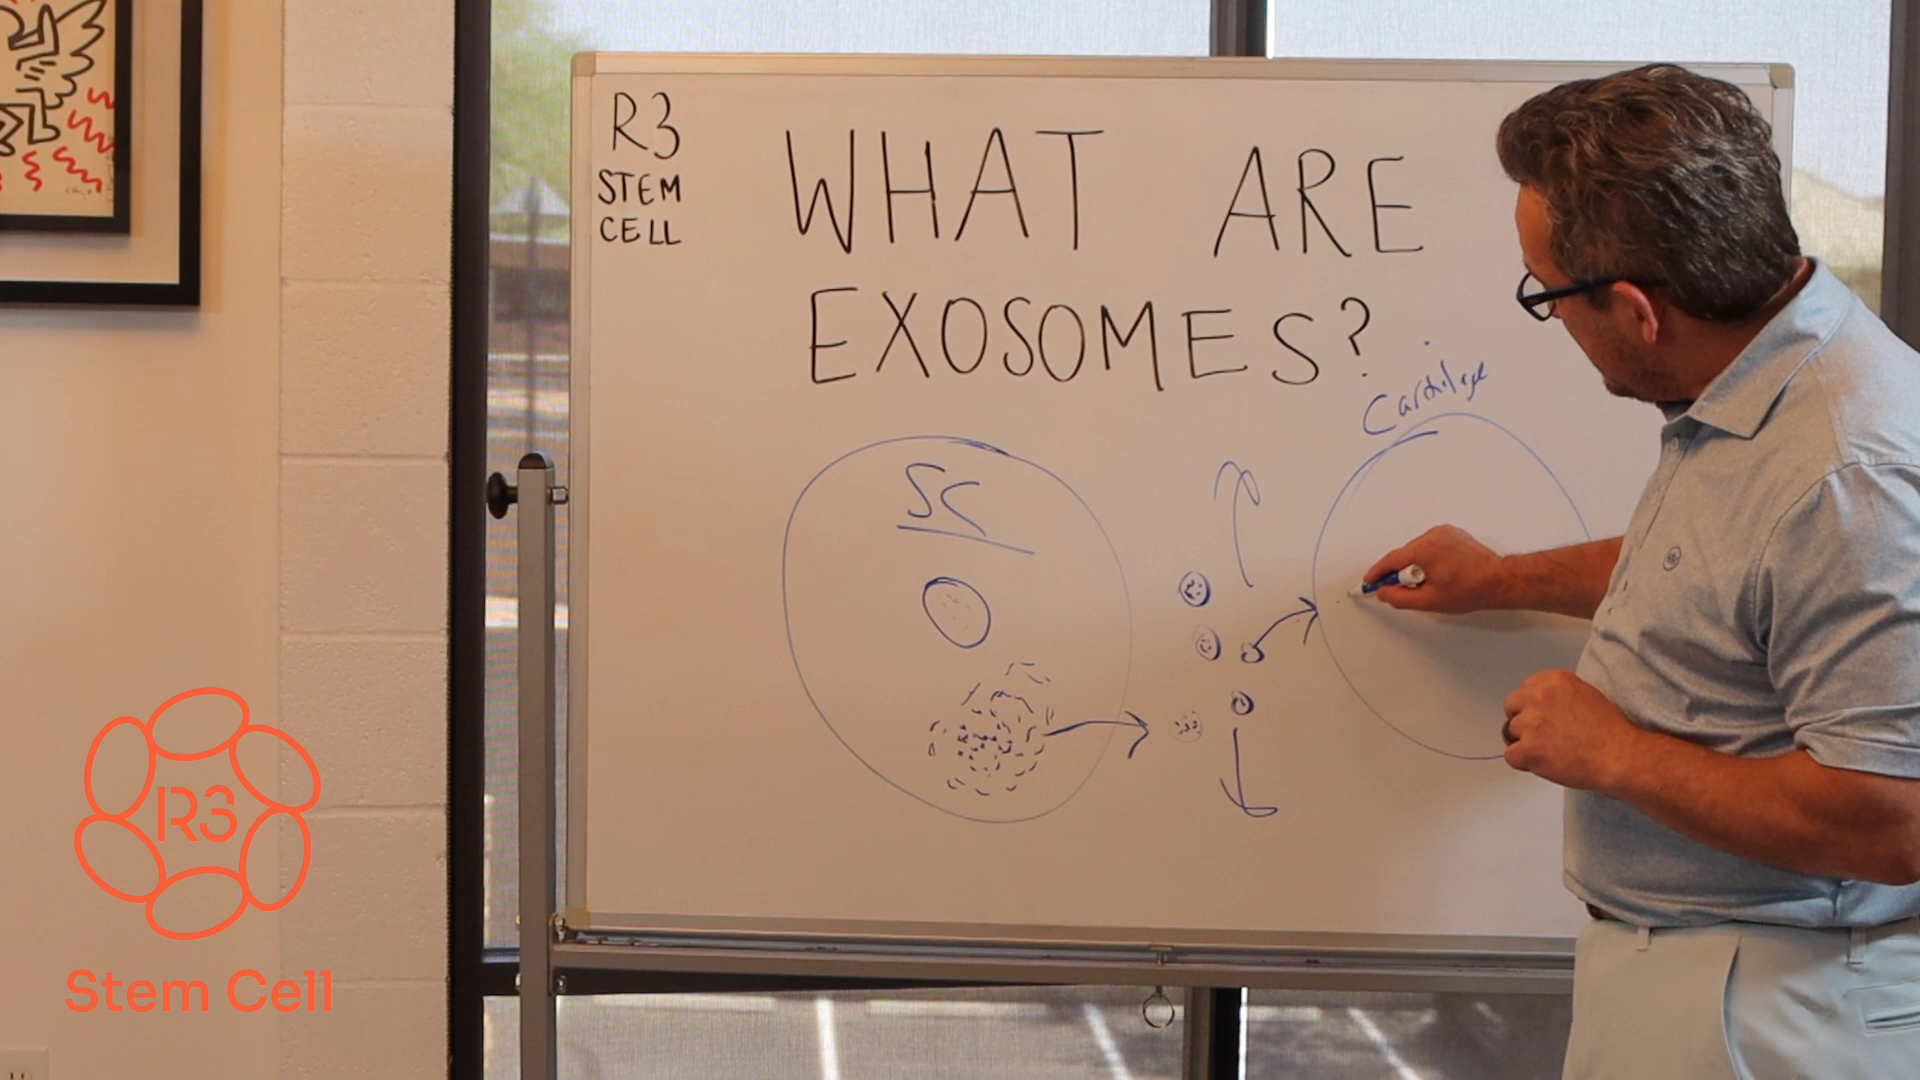 R3
STEM
CELL
WHAT ARE
EXOSOMES?
Cartilage
SC
R3
Stem Cell